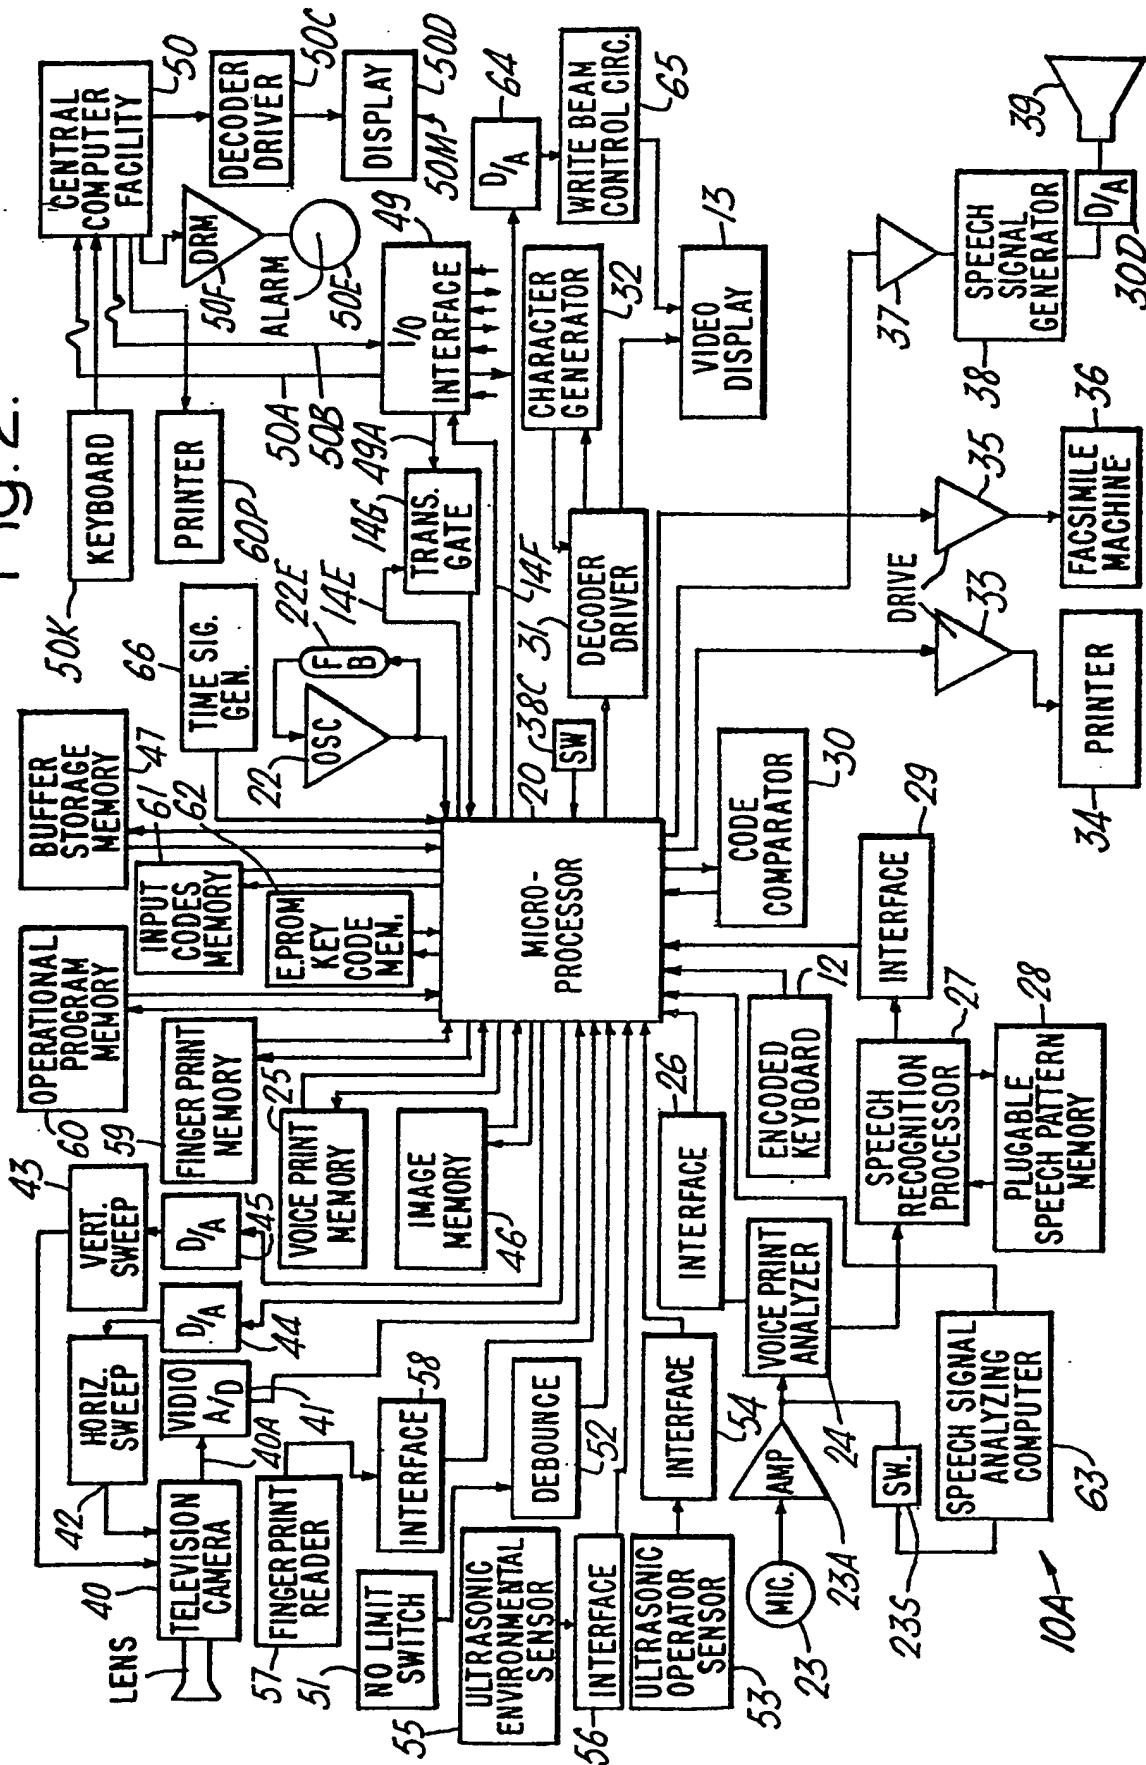 Fig. 2.
LENS
40
TELEVISION
CAMERA
42
HORIZ.
SWEEP
VERT.
SWEEP
43
40A
VIDIO
A/D
41
D/A
44
D/A
45
57
FINGERPRINT
READER
51
NO LIMIT
SWITCH
INTERFACE
58
55
ULTRASONIC
ENVIRONMENTAL
SENSOR
DEBOUNCE
52
56
INTERFACE
ULTRASONIC
OPERATOR
SENSOR
53
INTERFACE
54
MIC.
23
AMP
23A
VOICE PRINT
ANALYZER
24
INTERFACE
26
SW.
23S
SPEECH SIGNAL
ANALYZING
COMPUTER
63
10A
60
OPERATIONAL
PROGRAM
MEMORY
59
FINGER PRINT
MEMORY
25
VOICE PRINT
MEMORY
IMAGE
MEMORY
46
BUFFER
STORAGE
MEMORY
47
INPUT
CODES
MEMORY
61
E.PROM
KEY
CODE
MEM.
62
MICRO-
PROCESSOR
20
ENCODED
KEYBOARD
12
SPEECH
RECOGNITION
PROCESSOR
27
PLUGABLE
SPEECH PATTERN
MEMORY
28
INTERFACE
29
CODE
COMPARATOR
30
66
TIME SIG.
GEN.
22
OSC
F
B
22E
14E
TRANS.
GATE
14G
49A
14F
SW
38C
31
DECODER
DRIVER
CHARACTER
GENERATOR
32
VIDEO
DISPLAY
13
50K
KEYBOARD
PRINTER
60P
50A
50B
I/O
INTERFACE
49
CENTRAL
COMPUTER
FACILITY
50
DRM
50F
ALARM
50E
DECODER
DRIVER
50C
DISPLAY
50D
50M
D/A
64
WRITE BEAM
CONTROL CIRC.
65
DRIVE
33
PRINTER
34
35
FACSIMILE
MACHINE
36
37
SPEECH
SIGNAL
GENERATOR
38
D/A
30D
39